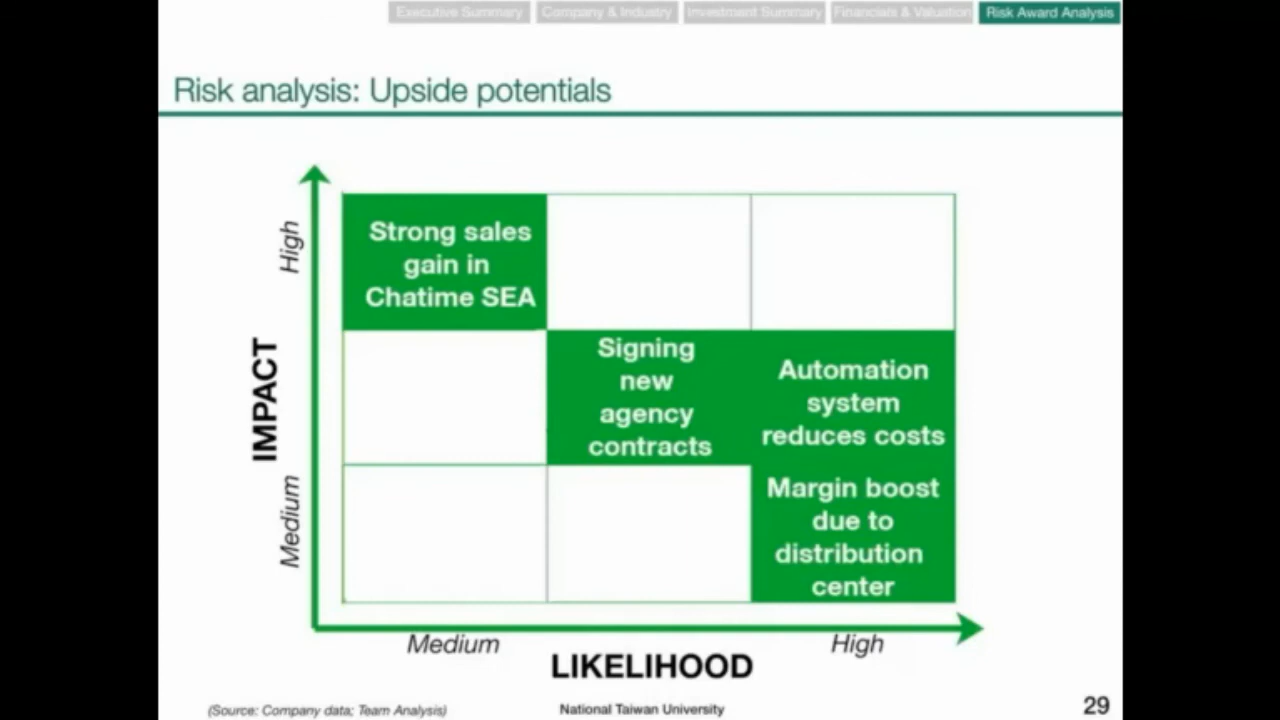 Executive Summary Company & Industry Investment Summary Financials & Valuation Risk Award Analysis
Risk analysis: Upside potentials
High
Strong sales
gain in
Chatime SEA
IMPACT
Signing
new
agency
contracts
Automation
system
reduces costs
Medium
Margin boost
due to
distribution
center
Medium
High
LIKELIHOOD
(Source: Company data; Team Analysis)
National Taiwan University
29